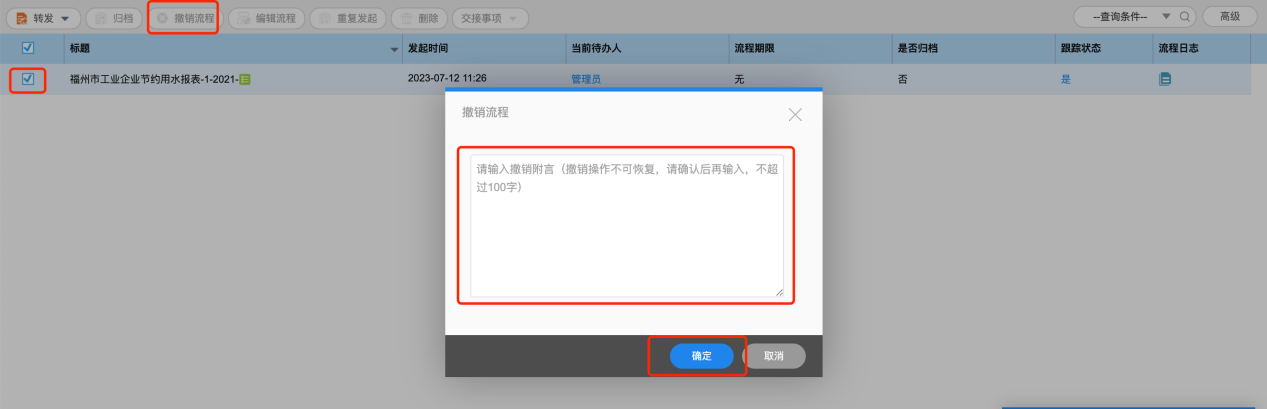 转发 归档 撤销流程 编辑流程 重复发起 删除 交接事项 --查询条件-- 高级
标题 发起时间 当前待办人 流程期限 是否归档 跟踪状态 流程日志
福州市工业企业节约用水报表-1-2021- 2023-07-12 11:26 管理员 无 否 是
撤销流程
请输入撤销附言（撤销操作不可恢复，请确认后再输入，不超
过100字）
确定 取消